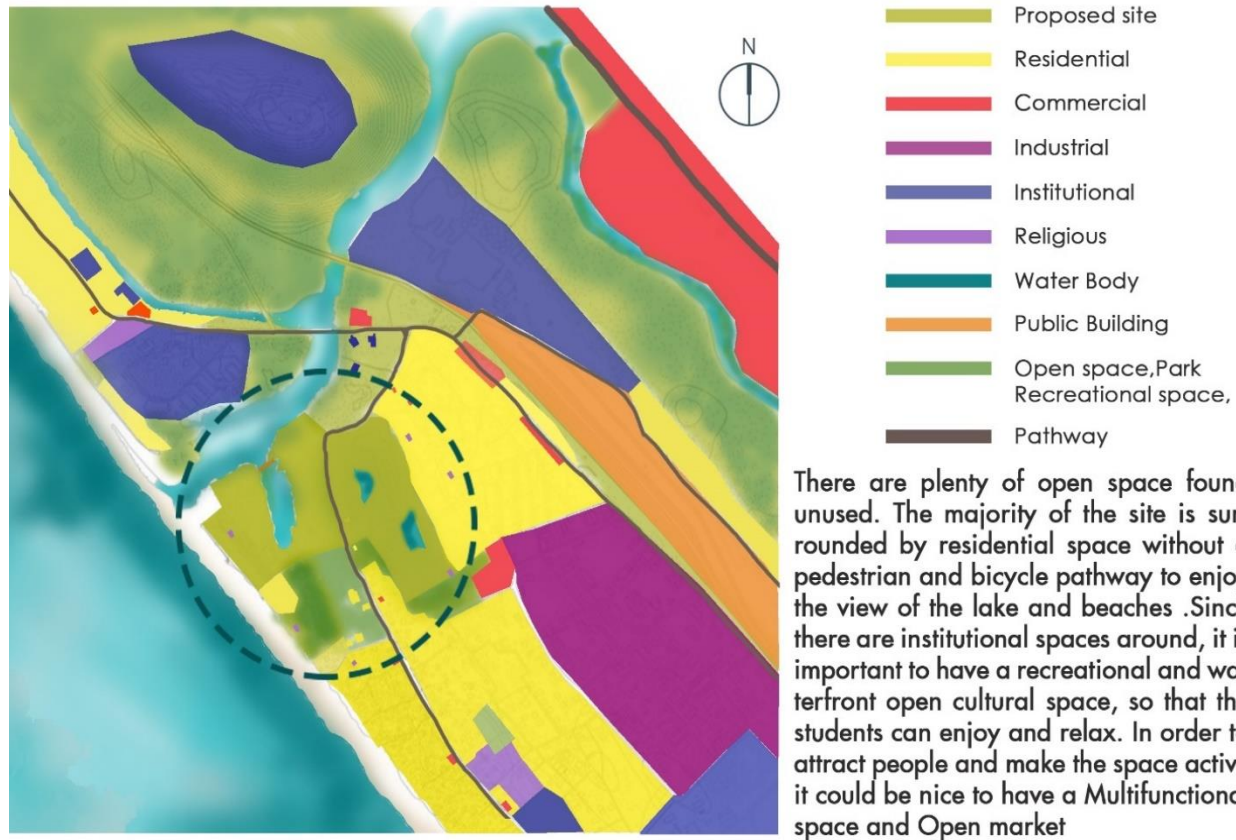 N
Proposed site
Residential
Commercial
Industrial
Institutional
Religious
Water Body
Public Building
Open space,Park
Recreational space,
Pathway
There are plenty of open space foun
unused. The majority of the site is sur
rounded by residential space without
pedestrian and bicycle pathway to enjo
the view of the lake and beaches .Sinc
there are institutional spaces around, it i
important to have a recreational and wa
terfront open cultural space, so that th
students can enjoy and relax. In order t
attract people and make the space activ
it could be nice to have a Multifunctiona
space and Open market